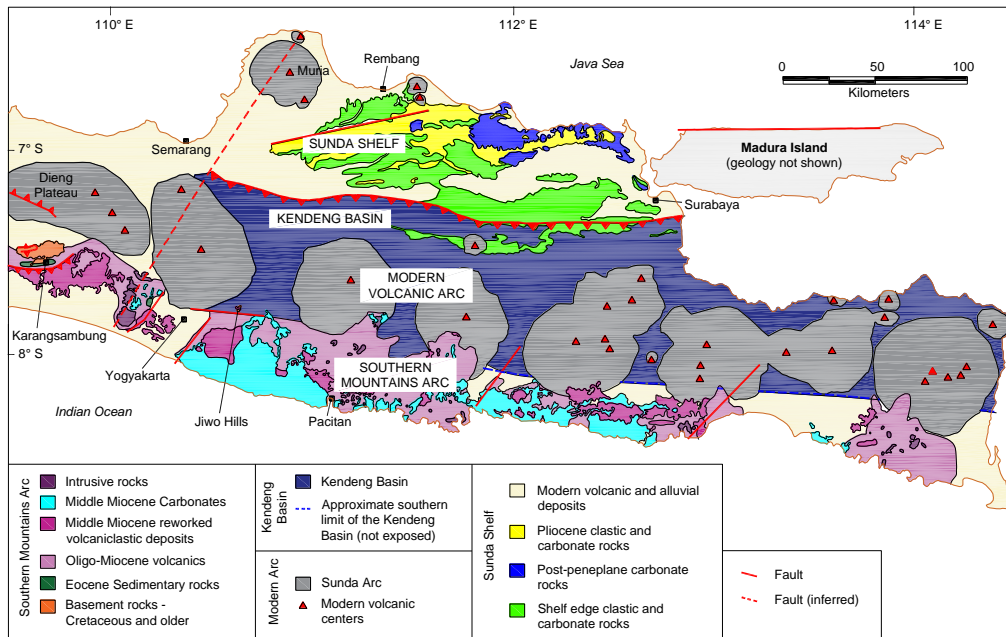 110° E
112° E
114° E
Java Sea
100
50
25
0
Kilometers
Muria
Rembang
Semarang
7° S
SUNDA SHELF
Madura Island
(geology not shown)
Dieng
Plateau
Surabaya
KENDENG BASIN
MODERN
VOLCANIC ARC
Karangsambung
8° S
Yogyakarta
SOUTHERN
MOUNTAINS ARC
Indian Ocean
Jiwo Hills
Pacitan
Southern Mountains Arc
Intrusive rocks
Middle Miocene Carbonates
Middle Miocene reworked
volcaniclastic deposits
Oligo-Miocene volcanics
Eocene Sedimentary rocks
Basement rocks -
Cretaceous and older
Kendeng
Basin
Kendeng Basin
Approximate southern
limit of the Kendeng
Basin (not exposed)
Modern Arc
Sunda Arc
Modern volcanic
centers
Sunda Shelf
Modern volcanic and alluvial
deposits
Pliocene clastic and
carbonate rocks
Post-peneplane carbonate
rocks
Shelf edge clastic and
carbonate rocks
Fault
Fault (inferred)